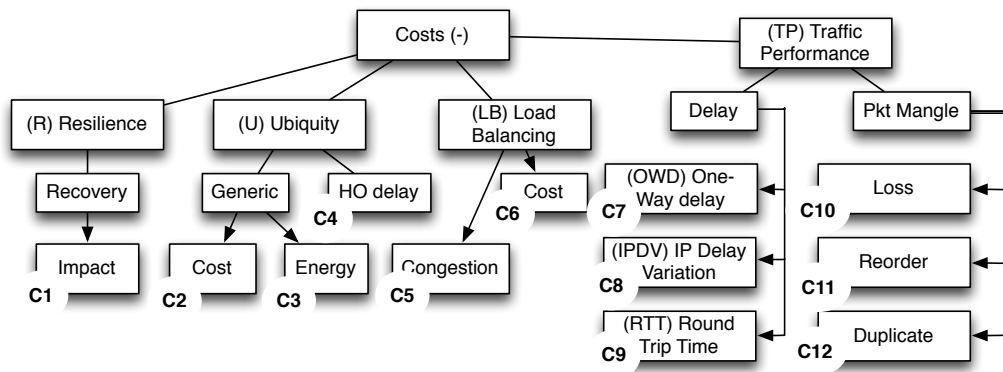 Costs (-)
(TP) Traffic
Performance
(R) Resilience
(U) Ubiquity
(LB) Load
Balancing
Delay
Pkt Mangle
Recovery
Generic
HO delay
C4
Cost
C6
(OWD) One-
Way delay
C7
Loss
C10
Impact
C1
Cost
C2
Energy
C3
Congestion
C5
(IPDV) IP Delay
Variation
C8
Reorder
C11
(RTT) Round
Trip Time
C9
Duplicate
C12